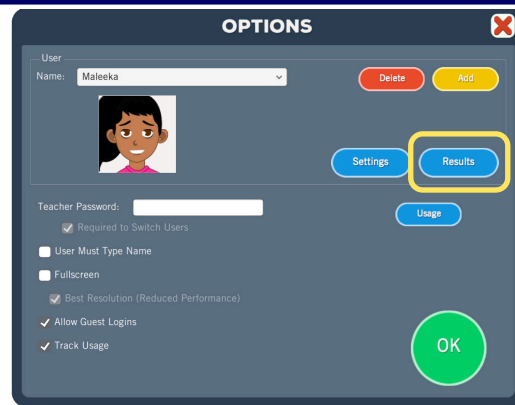 OPTIONS
User
Name: Maleeka
Delete Add
Settings Results
Teacher Password:
Usage
Required to Switch Users
User Must Type Name
Fullscreen
Best Resolution (Reduced Performance)
Allow Guest Logins
Track Usage
OK